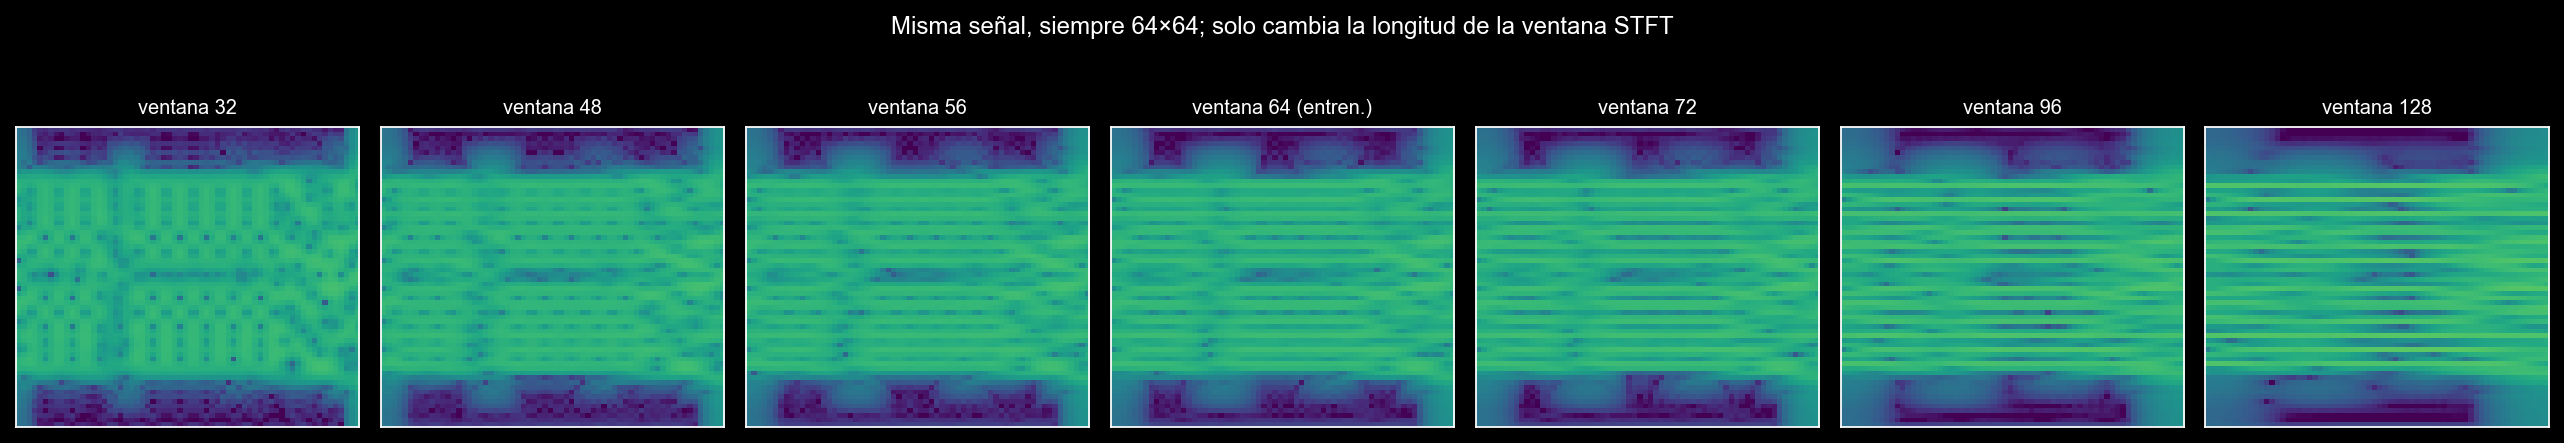 Misma señal, siempre 64×64; solo cambia la longitud de la ventana STFT
ventana 32
ventana 48
ventana 56
ventana 64 (entren.)
ventana 72
ventana 96
ventana 128